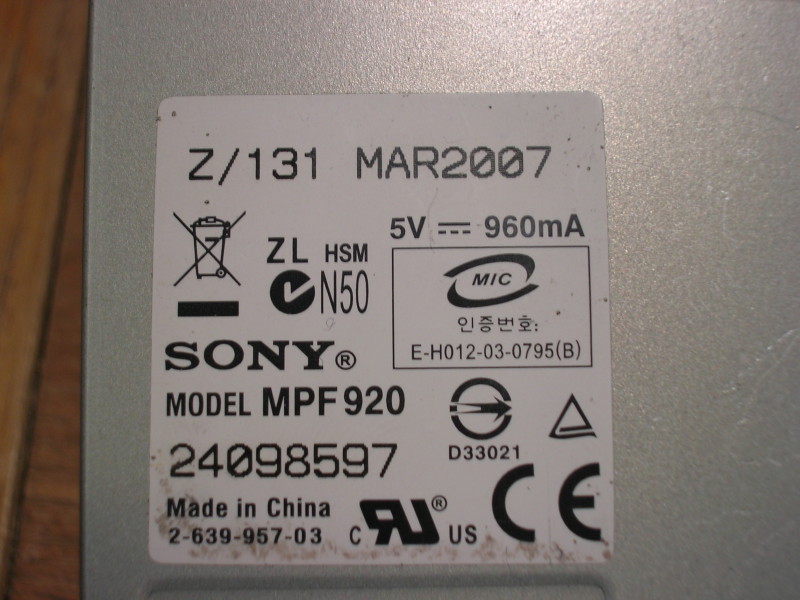 Z/131 MAR2007
5V ⎓ 960mA
ZL HSM
N50
MIC
인증번호:
E-H012-03-0795(B)
SONY®
MODEL MPF920
D33021
24098597
Made in China
2-639-957-03
C RU® US
CE